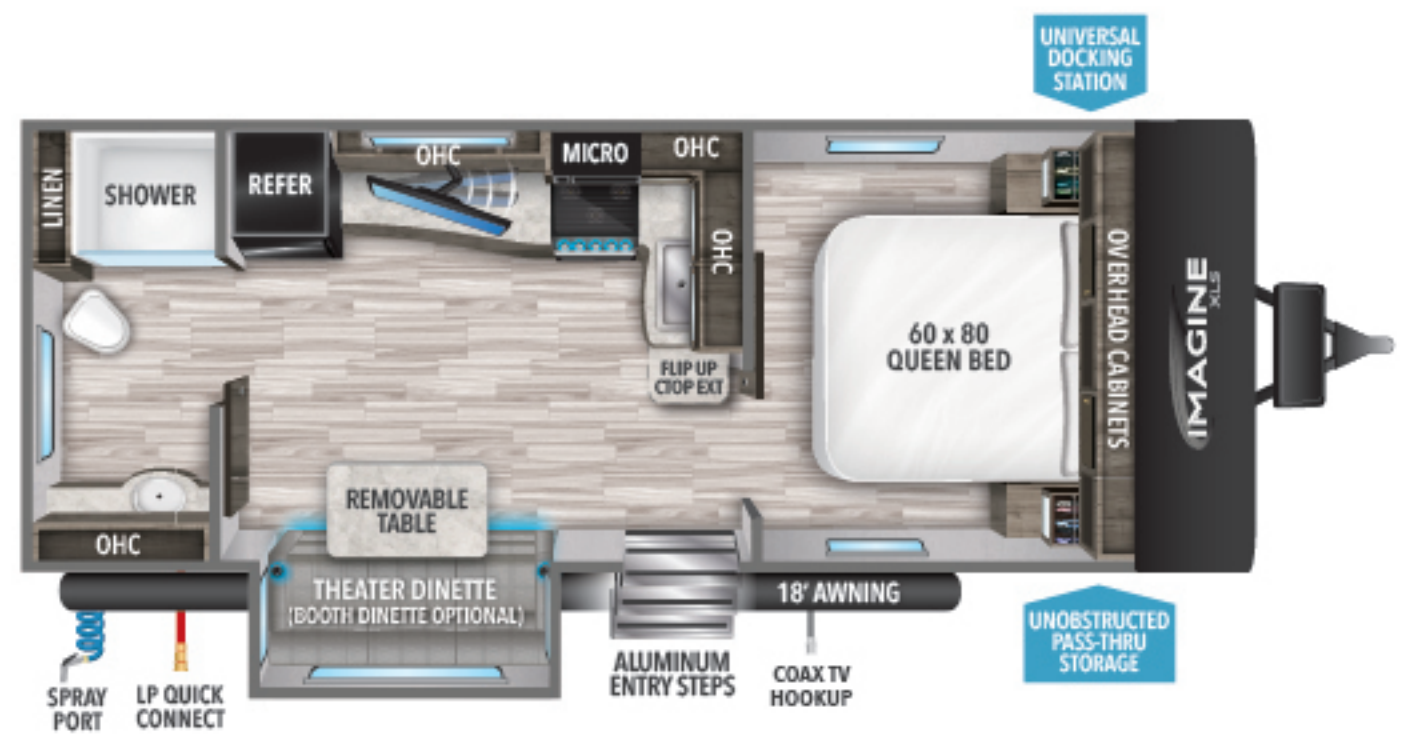 UNIVERSAL
DOCKING
STATION
LINEN
SHOWER
REFER
OHC
MICRO
OHC
OHC
OVERHEAD CABINETS
IMAGINE
XLS
60 x 80
QUEEN BED
FLIP UP
CTOP EXT
REMOVABLE
TABLE
OHC
THEATER DINETTE
(BOOTH DINETTE OPTIONAL)
18' AWNING
UNOBSTRUCTED
PASS-THRU
STORAGE
ALUMINUM
ENTRY STEPS
COAX TV
HOOKUP
SPRAY
PORT
LP QUICK
CONNECT